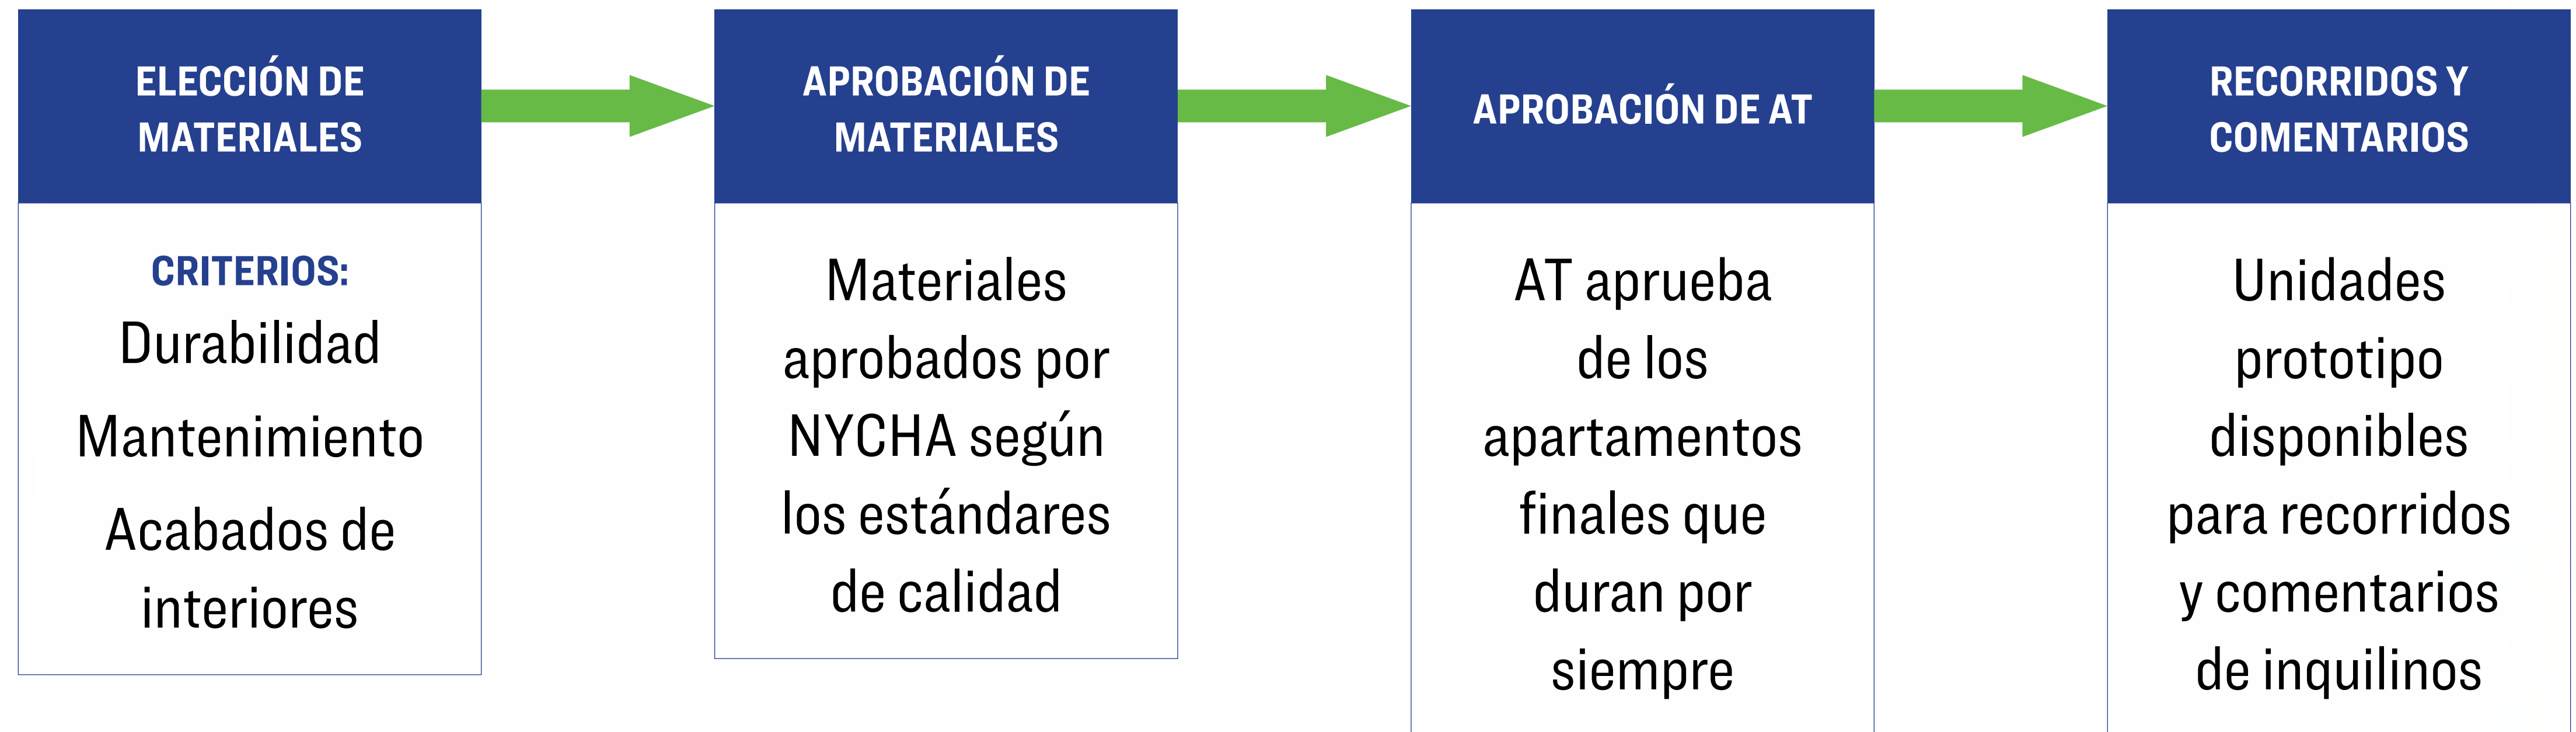 ELECCIÓN DE
MATERIALES
CRITERIOS:
Durabilidad
Mantenimiento
Acabados de
interiores
APROBACIÓN DE
MATERIALES
Materiales
aprobados por
NYCHA según
los estándares
de calidad
APROBACIÓN DE AT
AT aprueba
de los
apartamentos
finales que
duran por
siempre
RECORRIDOS Y
COMENTARIOS
Unidades
prototipo
disponibles
para recorridos
y comentarios
de inquilinos